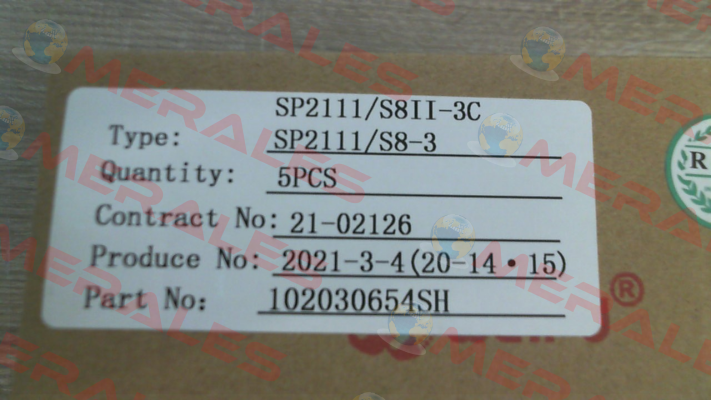 SP2111/S8II-3C
Type: SP2111/S8-3
Quantity: 5PCS
Contract No: 21-02126
Produce No: 2021-3-4(20-14·15)
Part No: 102030654SH
R
®
MERALES
MERALES
MERALES
MERALES
MERALES